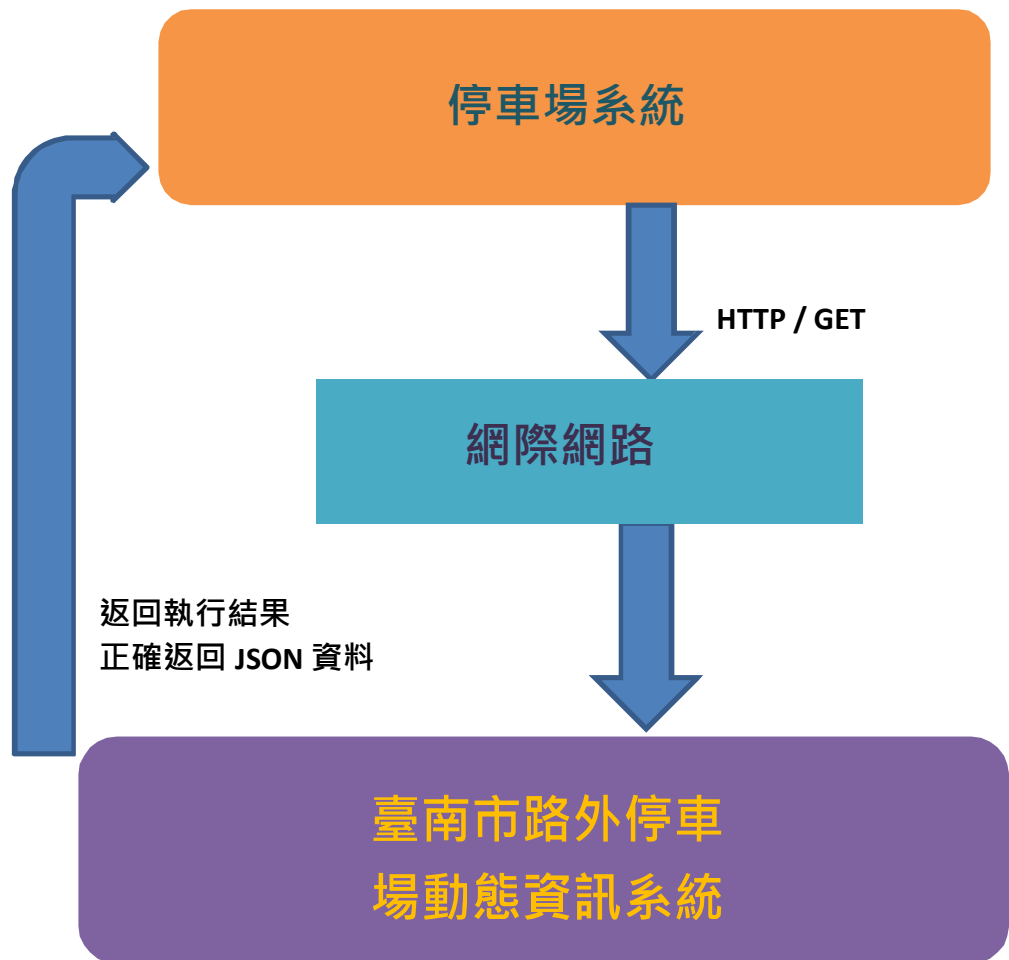 停車場系統
HTTP / GET
網際網路
返回執行結果
正確返回 JSON 資料
臺南市路外停車
場動態資訊系統